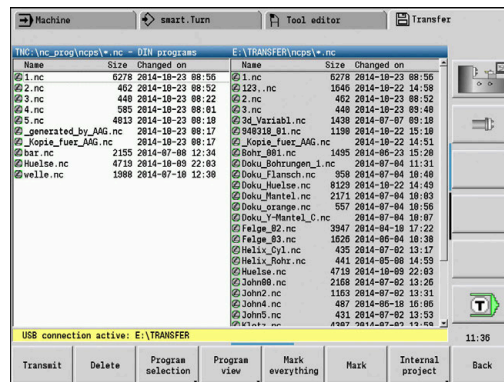 Machine
smart.Turn
Tool editor
Transfer
TNC:\nc_prog\ncps\*.nc - DIN programs
Name Size Changed on
1.nc 6278 2014-10-23 08:56
2.nc 462 2014-10-23 08:52
3.nc 440 2014-10-23 08:22
4.nc 585 2014-10-23 08:01
5.nc 4013 2014-10-23 08:18
_generated_by_AAG.nc 2014-10-23 08:17
_Kopie_fuer_AAG.nc 2014-10-23 08:17
bar.nc 2155 2014-07-08 12:34
Huelse.nc 4719 2014-10-09 22:03
welle.nc 1988 2014-07-10 12:30
E:\TRANSFER\ncps\*.nc
Name Size Changed on
1.nc 6278 2014-10-23 08:56
123,.nc 1646 2014-10-22 14:58
2.nc 462 2014-10-23 08:52
3.nc 440 2014-10-23 09:40
3d_Variabl.nc 1438 2014-07-07 09:10
940318_01.nc 1190 2014-10-22 15:10
_Kopie_fuer_AAG.nc 2014-10-22 14:51
Bohr_001.nc 1495 2014-06-23 15:20
Doku_Bohrungen_1.nc 2014-07-04 11:31
Doku_Flansch.nc 950 2014-07-04 10:40
Doku_Huelse.nc 8129 2014-10-22 14:49
Doku_Mantel.nc 2171 2014-07-04 10:03
Doku_orange.nc 557 2014-07-04 10:56
Doku_Y-Mantel_C.nc 2014-07-04 10:07
Felge_02.nc 3947 2014-04-10 17:22
Felge_03.nc 1626 2014-06-04 10:38
Helix_Cyl.nc 435 2014-07-02 13:17
Helix_Rohr.nc 441 2014-05-08 14:59
Huelse.nc 4719 2014-10-09 22:03
John00.nc 2168 2014-07-02 13:26
John2.nc 1163 2014-07-02 13:31
John4.nc 487 2014-06-18 16:06
John5.nc 431 2014-07-02 13:53
Klotz.nc 4307 2014-07-02 13:59
USB connection active: E:\TRANSFER
T
11:36
Transmit
Delete
Program selection
Program view
Mark everything
Mark
Internal project
Back